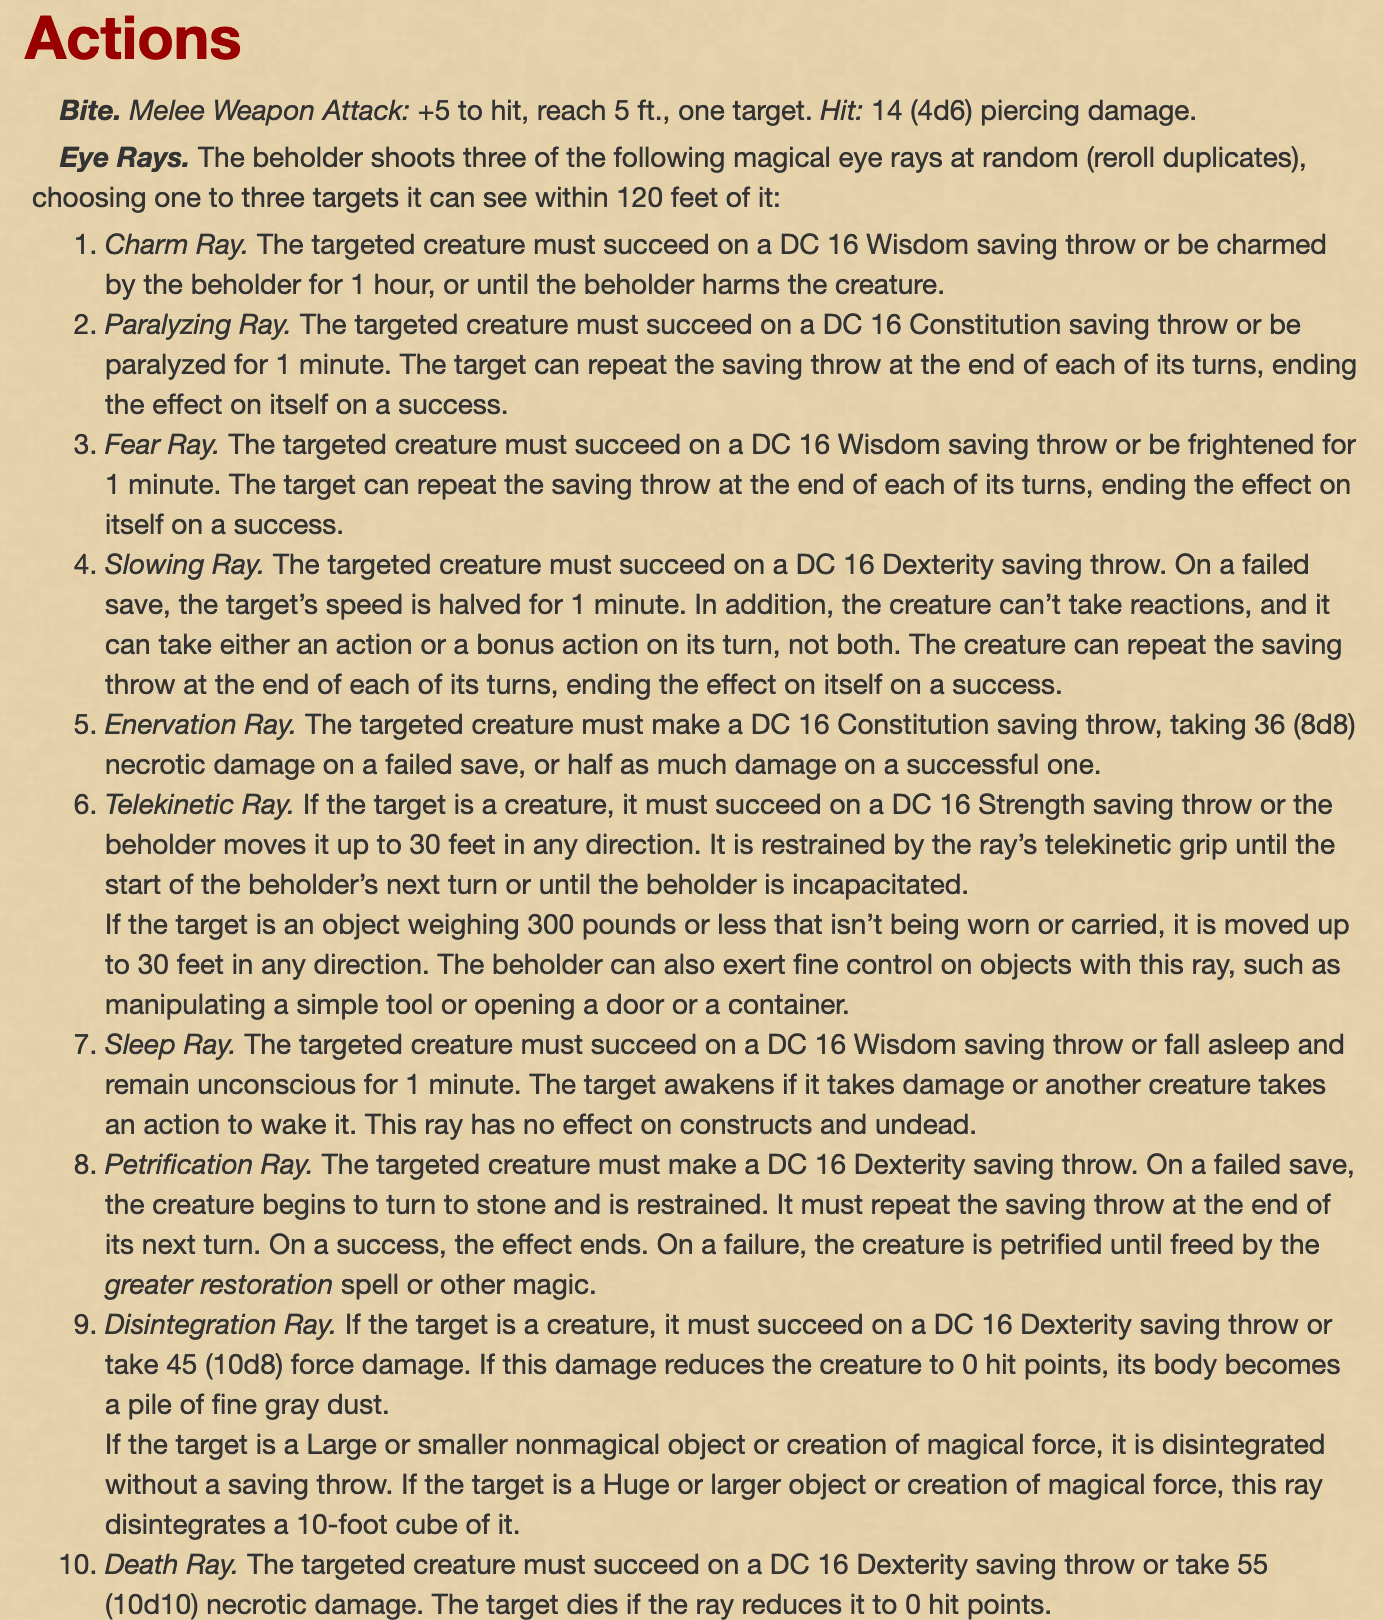 Actions
Bite. Melee Weapon Attack: +5 to hit, reach 5 ft., one target. Hit: 14 (4d6) piercing damage.
Eye Rays. The beholder shoots three of the following magical eye rays at random (reroll duplicates),
choosing one to three targets it can see within 120 feet of it:
1. Charm Ray. The targeted creature must succeed on a DC 16 Wisdom saving throw or be charmed
by the beholder for 1 hour, or until the beholder harms the creature.
2. Paralyzing Ray. The targeted creature must succeed on a DC 16 Constitution saving throw or be
paralyzed for 1 minute. The target can repeat the saving throw at the end of each of its turns, ending
the effect on itself on a success.
3. Fear Ray. The targeted creature must succeed on a DC 16 Wisdom saving throw or be frightened for
1 minute. The target can repeat the saving throw at the end of each of its turns, ending the effect on
itself on a success.
4. Slowing Ray. The targeted creature must succeed on a DC 16 Dexterity saving throw. On a failed
save, the target’s speed is halved for 1 minute. In addition, the creature can’t take reactions, and it
can take either an action or a bonus action on its turn, not both. The creature can repeat the saving
throw at the end of each of its turns, ending the effect on itself on a success.
5. Enervation Ray. The targeted creature must make a DC 16 Constitution saving throw, taking 36 (8d8)
necrotic damage on a failed save, or half as much damage on a successful one.
6. Telekinetic Ray. If the target is a creature, it must succeed on a DC 16 Strength saving throw or the
beholder moves it up to 30 feet in any direction. It is restrained by the ray’s telekinetic grip until the
start of the beholder’s next turn or until the beholder is incapacitated.
If the target is an object weighing 300 pounds or less that isn’t being worn or carried, it is moved up
to 30 feet in any direction. The beholder can also exert fine control on objects with this ray, such as
manipulating a simple tool or opening a door or a container.
7. Sleep Ray. The targeted creature must succeed on a DC 16 Wisdom saving throw or fall asleep and
remain unconscious for 1 minute. The target awakens if it takes damage or another creature takes
an action to wake it. This ray has no effect on constructs and undead.
8. Petrification Ray. The targeted creature must make a DC 16 Dexterity saving throw. On a failed save,
the creature begins to turn to stone and is restrained. It must repeat the saving throw at the end of
its next turn. On a success, the effect ends. On a failure, the creature is petrified until freed by the
greater restoration spell or other magic.
9. Disintegration Ray. If the target is a creature, it must succeed on a DC 16 Dexterity saving throw or
take 45 (10d8) force damage. If this damage reduces the creature to 0 hit points, its body becomes
a pile of fine gray dust.
If the target is a Large or smaller nonmagical object or creation of magical force, it is disintegrated
without a saving throw. If the target is a Huge or larger object or creation of magical force, this ray
disintegrates a 10-foot cube of it.
10. Death Ray. The targeted creature must succeed on a DC 16 Dexterity saving throw or take 55
(10d10) necrotic damage. The target dies if the ray reduces it to 0 hit points.